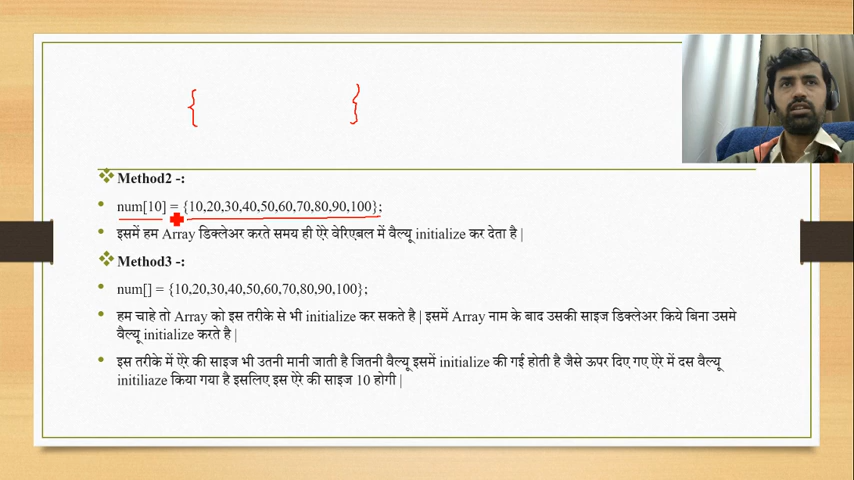 { }
Method2 -:
num[10] = {10,20,30,40,50,60,70,80,90,100};
इसमें हम Array डिक्लेअर करते समय ही ऐरे वेरिएबल में वैल्यू initialize कर देता है |
Method3 -:
num[] = {10,20,30,40,50,60,70,80,90,100};
हम चाहे तो Array को इस तरीके से भी initialize कर सकते है | इसमें Array नाम के बाद उसकी साइज डिक्लेअर किये बिना उसमे
वैल्यू initialize करते है |
इस तरीके में ऐरे की साइज भी उतनी मानी जाती है जितनी वैल्यू इसमें initialize की गई होती है जैसे ऊपर दिए गए ऐरे में दस वैल्यू
initiliaze किया गया है इसलिए इस ऐरे की साइज 10 होगी |